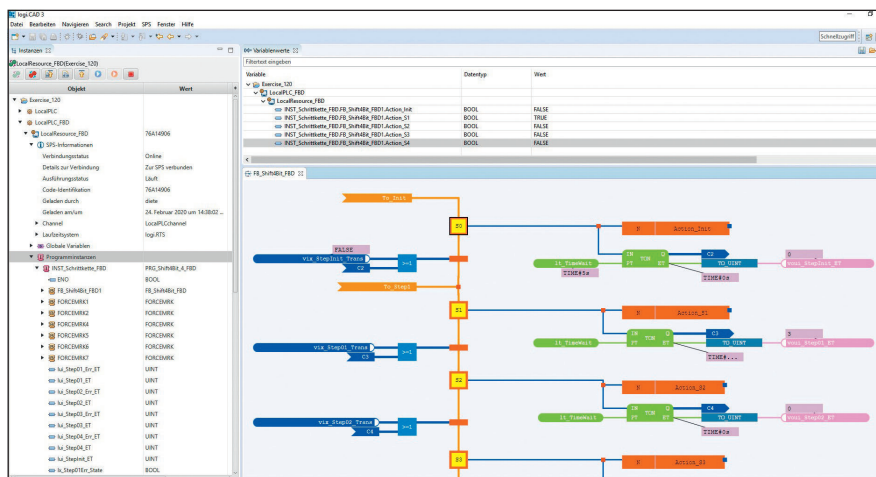 logi.CAD 3
Datei Bearbeiten Navigieren Search Projekt SPS Fenster Hilfe
Schnellzugriff
Instanzen
LocalResource_FBD(Exercise_120)
Objekt Wert
Exercise_120
LocalPLC
LocalPLC_FBD
LocalResource_FBD 76A14906
SPS-Informationen
Verbindungsstatus Online
Details zur Verbindung Zur SPS verbunden
Ausführungsstatus Läuft
Code-Identifikation 76A14906
Geladen durch diete
Geladen am/um 24. Februar 2020 um 14:38:02 ...
Channel LocalPLCchannel
Laufzeitsystem logi.RTS
Globale Variablen
Programminstanzen
INST_Schrittkette_FBD PRG_Shift4Bit_4_FBD
ENO BOOL
FB_Shift4Bit_FBD1 FB_Shift4Bit_FBD
FORCEMRK1 FORCEMRK
FORCEMRK2 FORCEMRK
FORCEMRK4 FORCEMRK
FORCEMRK5 FORCEMRK
FORCEMRK6 FORCEMRK
FORCEMRK7 FORCEMRK
lui_Step01_Err_ET UINT
lui_Step01_ET UINT
lui_Step02_Err_ET UINT
lui_Step02_ET UINT
lui_Step03_Err_ET UINT
lui_Step03_ET UINT
lui_Step04_Err_ET UINT
lui_Step04_ET UINT
lui_StepInit_ET UINT
ls_Step01Err_State BOOL
Variablenwerte
Filtertext eingeben
Variable Datentyp Wert
Exercise_120
LocalPLC_FBD
LocalResource_FBD
INST_Schrittkette_FBD.FB_Shift4Bit_FBD1.Action_Init BOOL FALSE
INST_Schrittkette_FBD.FB_Shift4Bit_FBD1.Action_S1 BOOL TRUE
INST_Schrittkette_FBD.FB_Shift4Bit_FBD1.Action_S2 BOOL FALSE
INST_Schrittkette_FBD.FB_Shift4Bit_FBD1.Action_S3 BOOL FALSE
INST_Schrittkette_FBD.FB_Shift4Bit_FBD1.Action_S4 BOOL FALSE
FB_Shift4Bit_FBD
To_Init
S0
N Action_Init
FALSE
vix_StepInit_Trans
C2
>=1
IN TON Q
PT ET
C2
0
lt_TimeWait
TO_UINT
TIME#5s
TIME#0s
To_Step1
S1
N Action_S1
vix_Step01_Trans
C3
>=1
IN TON Q
PT ET
C3
3
lt_TimeWait
TO_UINT
TIME#...
S2
N Action_S2
vix_Step02_Trans
C4
>=1
IN TON Q
PT ET
C4
0
lt_TimeWait
TO_UINT
TIME#0s
S3
N Action_S3